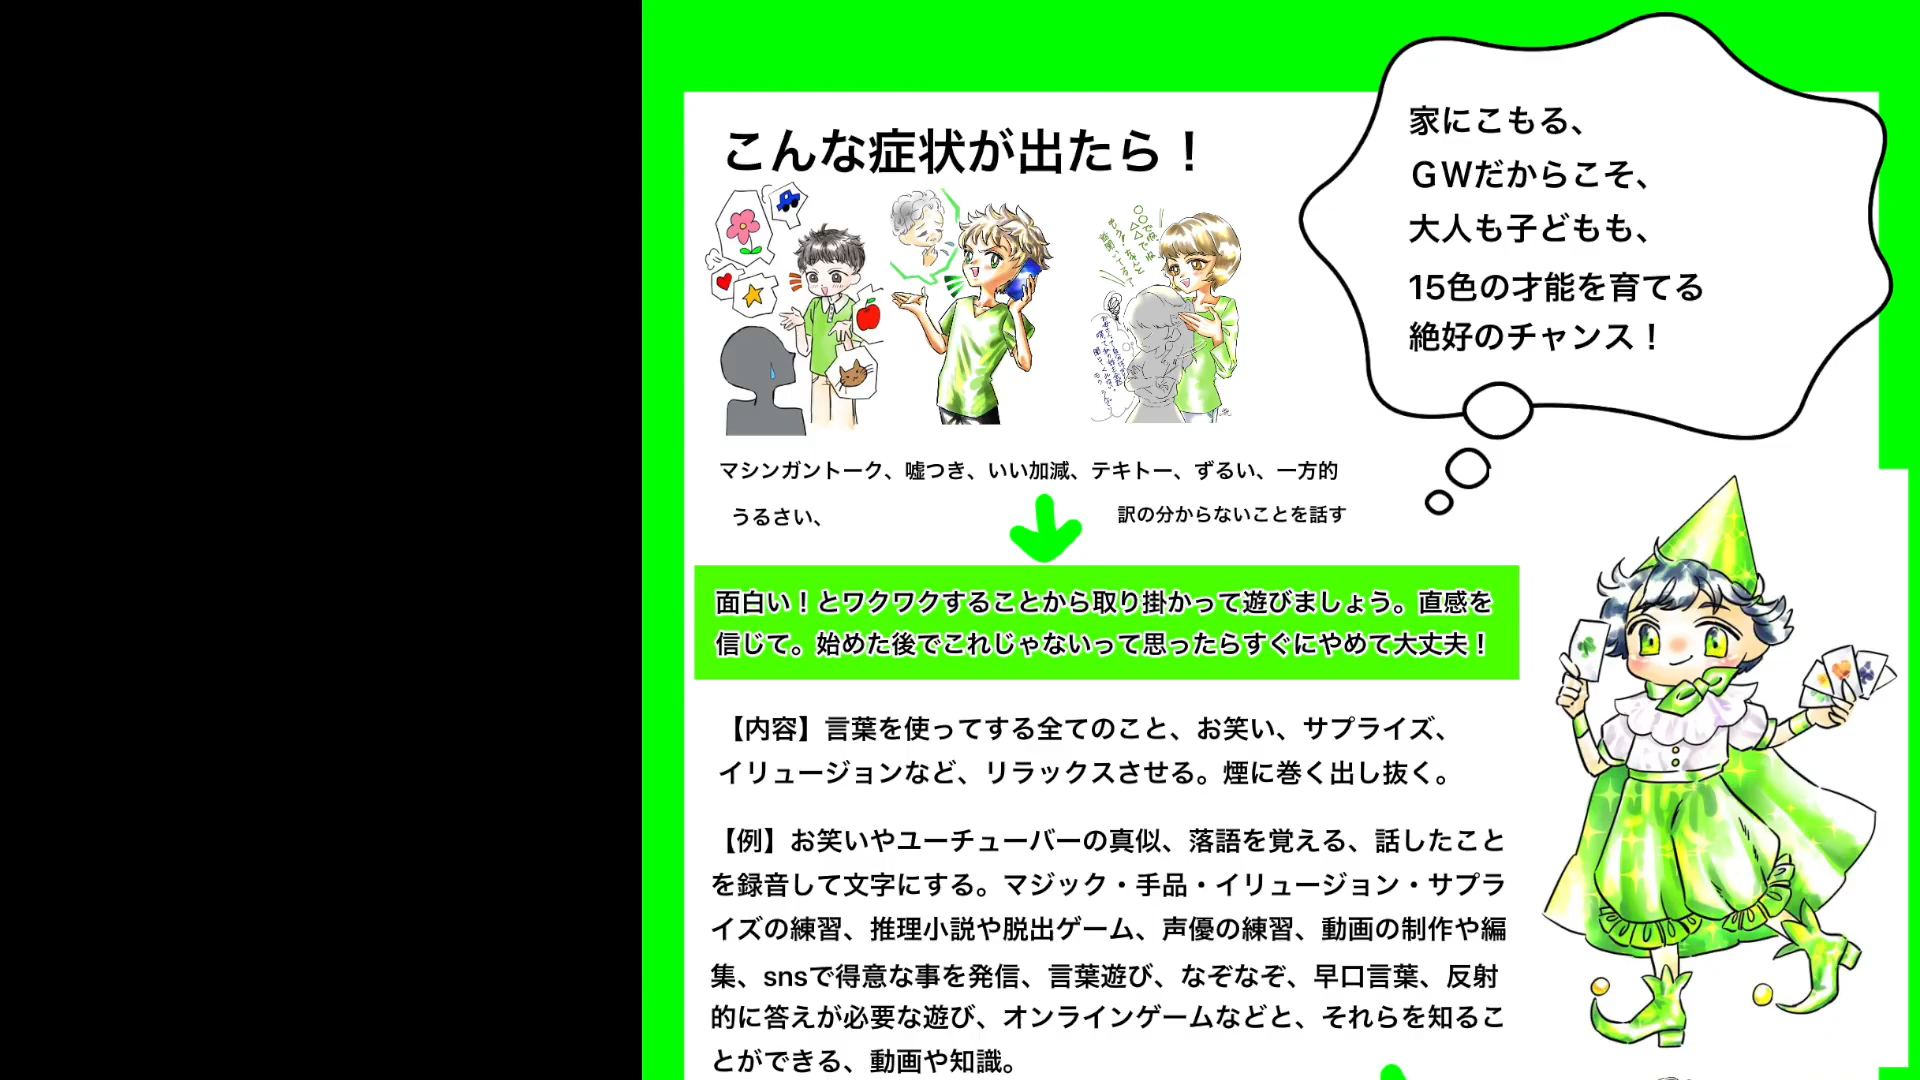 こんな症状が出たら！
家にこもる、
ＧＷだからこそ、
大人も子どもも、
15色の才能を育てる
絶好のチャンス！
マシンガントーク、嘘つき、いい加減、テキトー、ずるい、一方的
うるさい、
訳の分からないことを話す
面白い！とワクワクすることから取り掛かって遊びましょう。直感を
信じて。始めた後でこれじゃないって思ったらすぐにやめて大丈夫！
【内容】言葉を使ってする全てのこと、お笑い、サプライズ、
イリュージョンなど、リラックスさせる。煙に巻く出し抜く。
【例】お笑いやユーチューバーの真似、落語を覚える、話したこと
を録音して文字にする。マジック・手品・イリュージョン・サプラ
イズの練習、推理小説や脱出ゲーム、声優の練習、動画の制作や編
集、snsで得意な事を発信、言葉遊び、なぞなぞ、早口言葉、反射
的に答えが必要な遊び、オンラインゲームなどと、それらを知るこ
とができる、動画や知識。